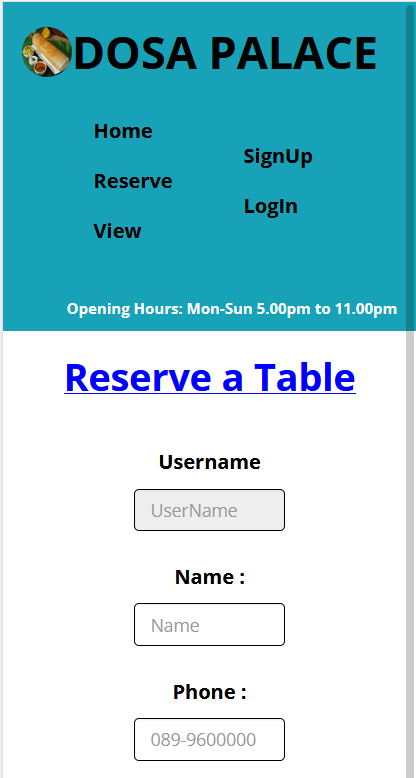 DOSA PALACE
Home
SignUp
Reserve
LogIn
View
Opening Hours: Mon-Sun 5.00pm to 11.00pm
Reserve a Table
Username
UserName
Name :
Name
Phone :
089-9600000